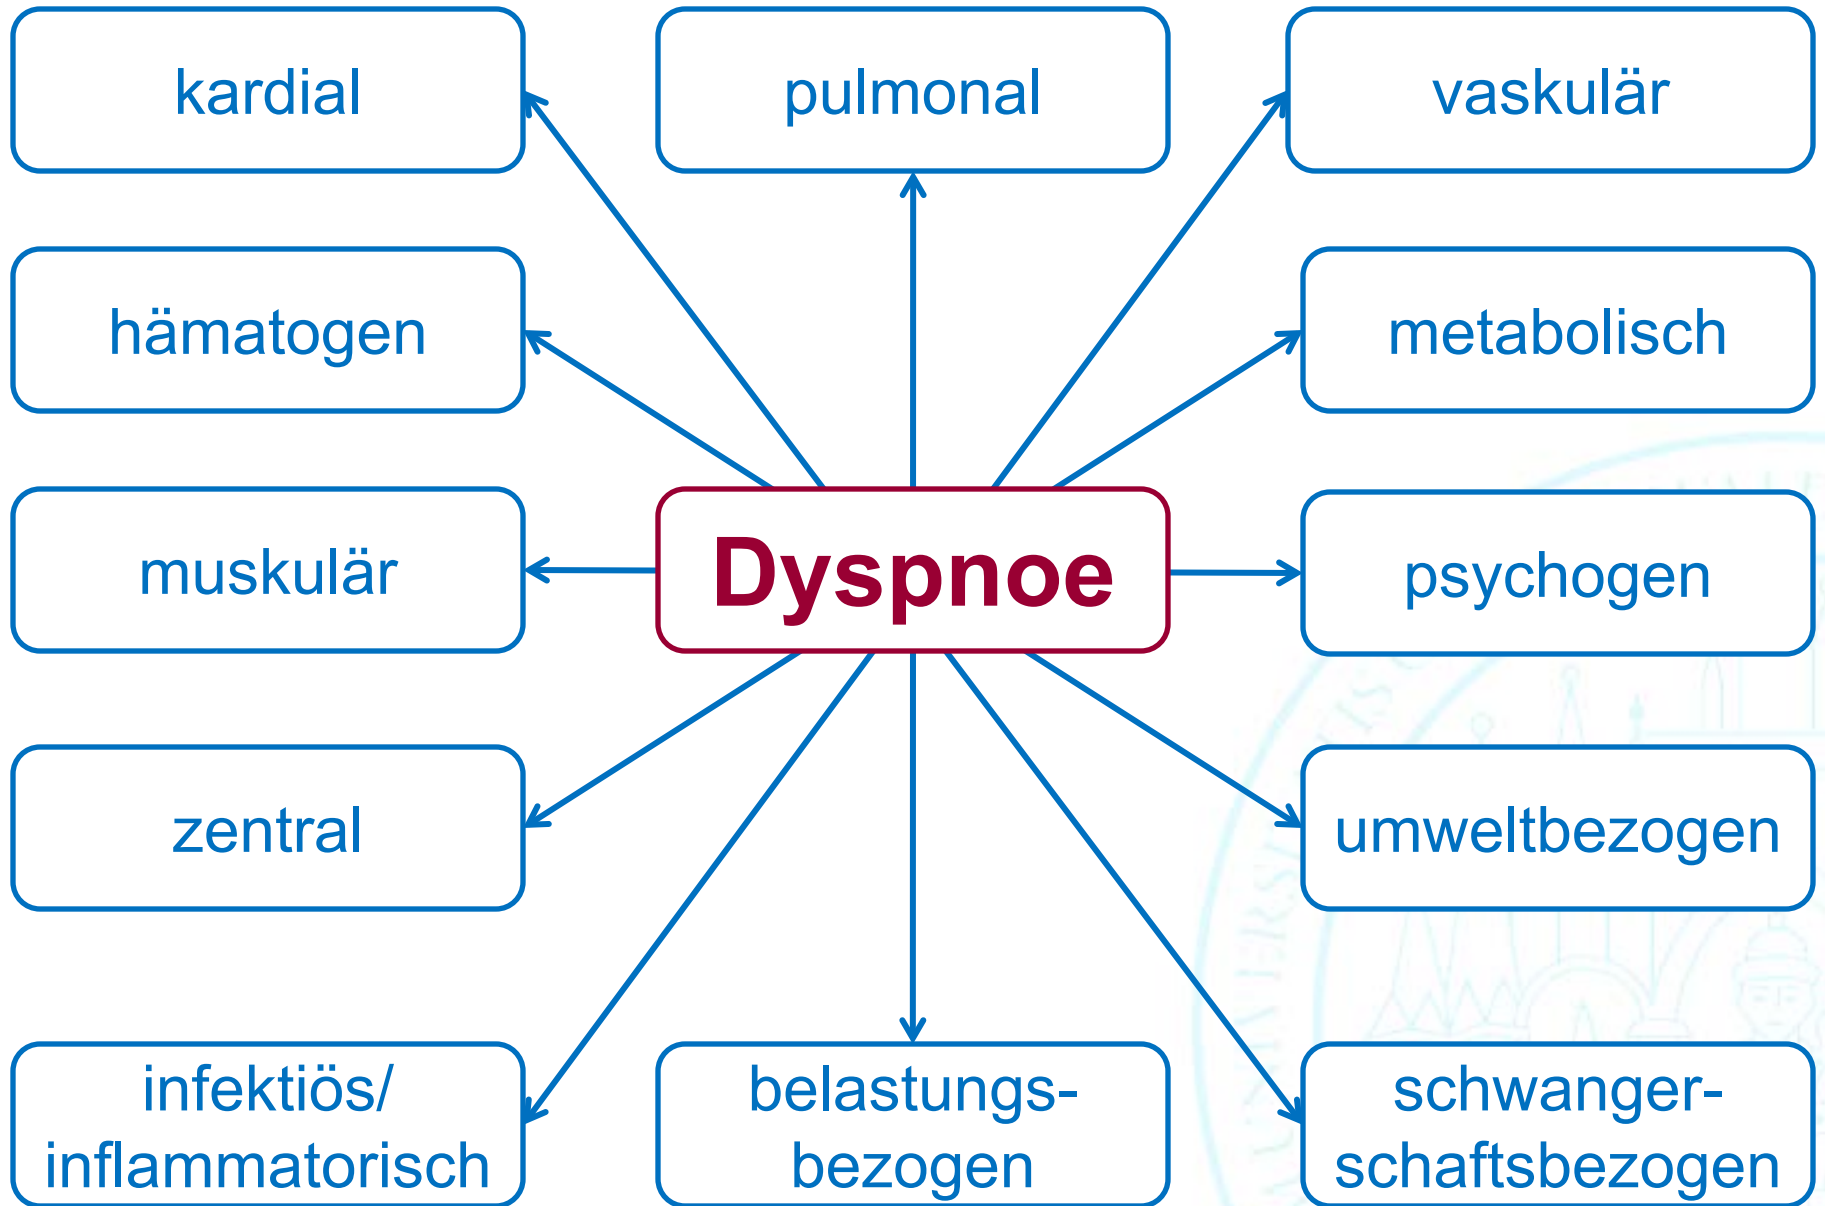 kardial
pulmonal
vaskulär
hämatogen
metabolisch
muskulär
Dyspnoe
psychogen
zentral
umweltbezogen
infektiös/
inflammatorisch
belastungs-
bezogen
schwanger-
schaftsbezogen